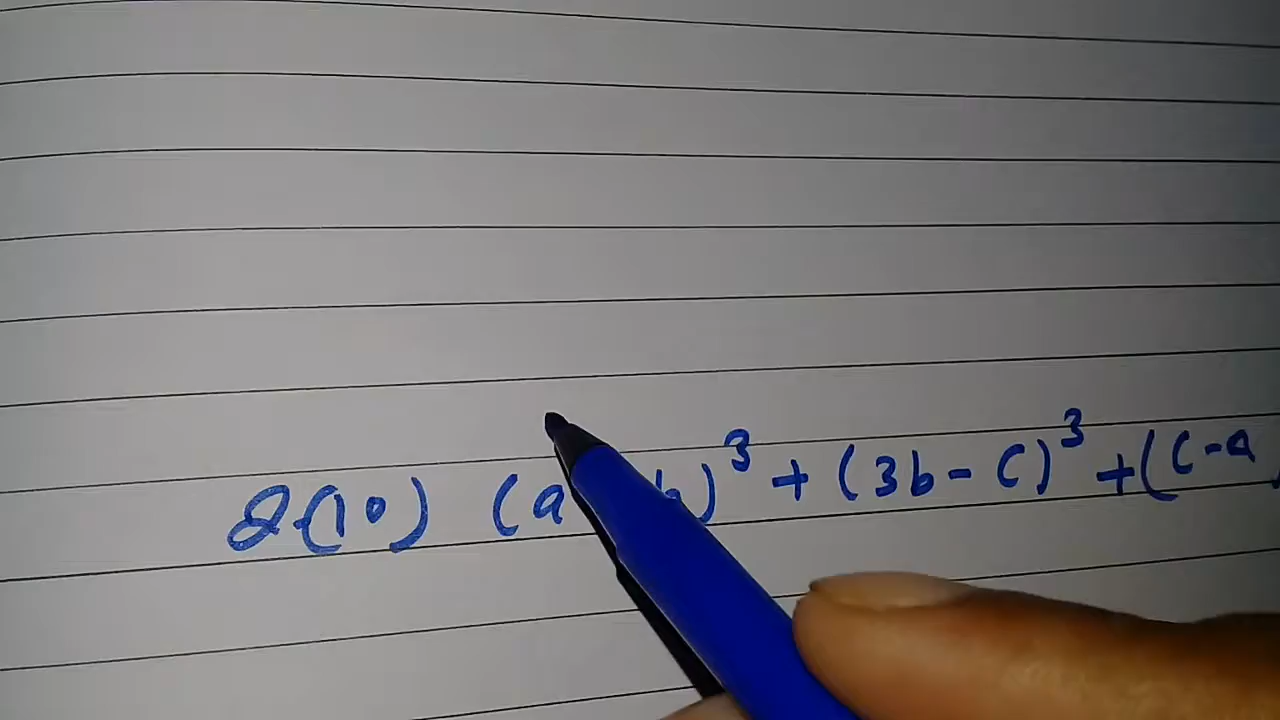 Q.(10) (a b)³ + (3b - c)³ + (c - a